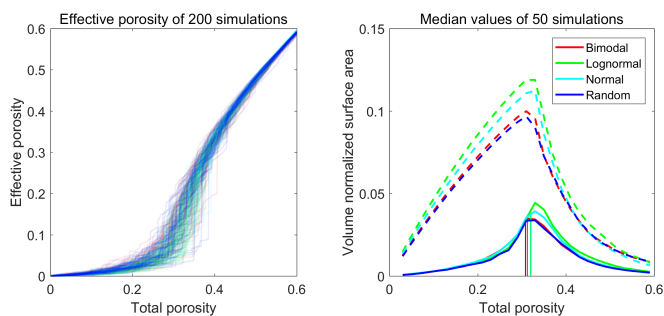 Effective porosity of 200 simulations
0.6
0.5
0.4
0.3
0.2
0.1
0
Effective porosity
0
0.2
0.4
0.6
Total porosity
Median values of 50 simulations
0.15
0.1
0.05
0
Volume normalized surface area
Bimodal
Lognormal
Normal
Random
0
0.2
0.4
0.6
Total porosity